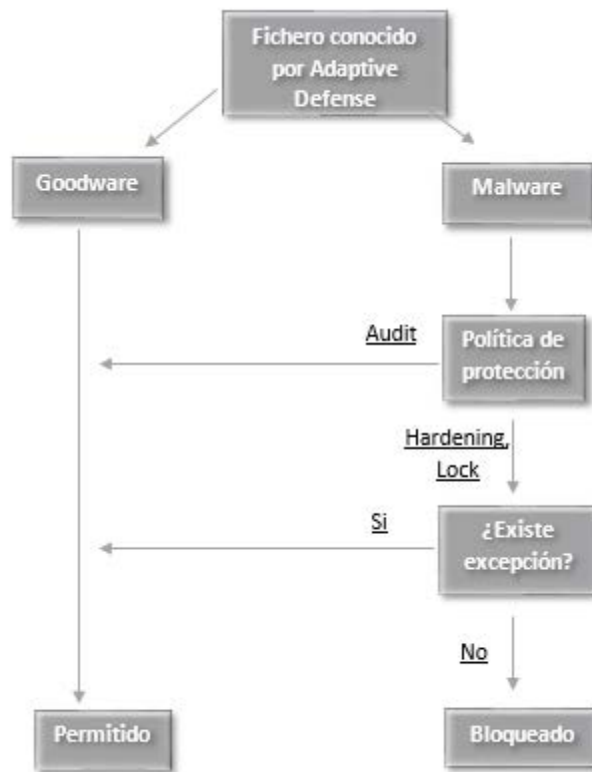 Fichero conocido
por Adaptive
Defense
Goodware
Malware
Audit
Política de
protección
Hardening,
Lock
Si
¿Existe
excepción?
No
Permitido
Bloqueado